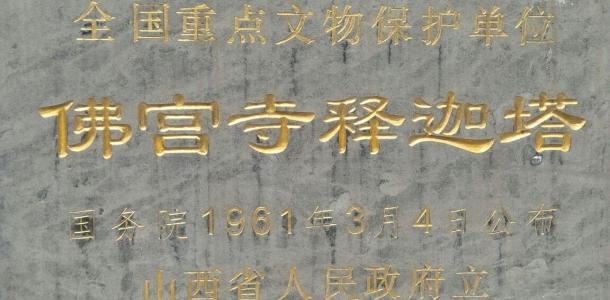 全国重点文物保护单位
佛宫寺释迦塔
国务院1961年3月4日公布
山西省人民政府立